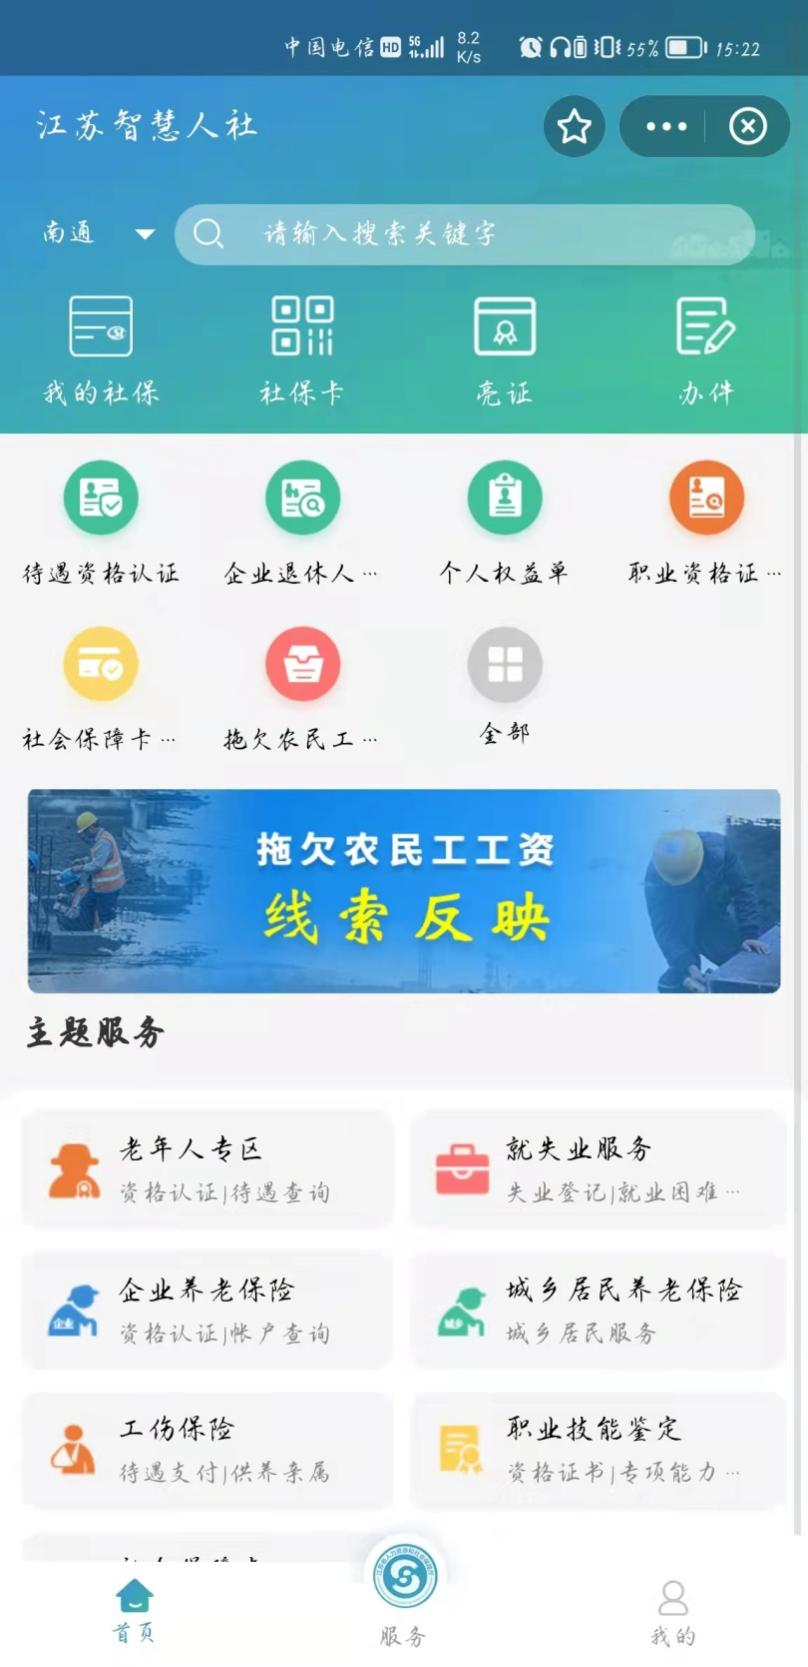 中国电信 HD 5G 8.2 K/s 55% 15:22
江苏智慧人社
南通 请输入搜索关键字
我的社保 社保卡 亮证 办件
待遇资格认证 企业退休人… 个人权益单 职业资格证…
社会保障卡… 拖欠农民工… 全部
拖欠农民工工资
线索反映
主题服务
老年人专区 就失业服务
资格认证|待遇查询 失业登记|就业困难…
企业养老保险 城乡居民养老保险
企业 城乡
资格认证|帐户查询 城乡居民服务
工伤保险 职业技能鉴定
待遇支付|供养亲属 资格证书|专项能力…
首页 服务 我的